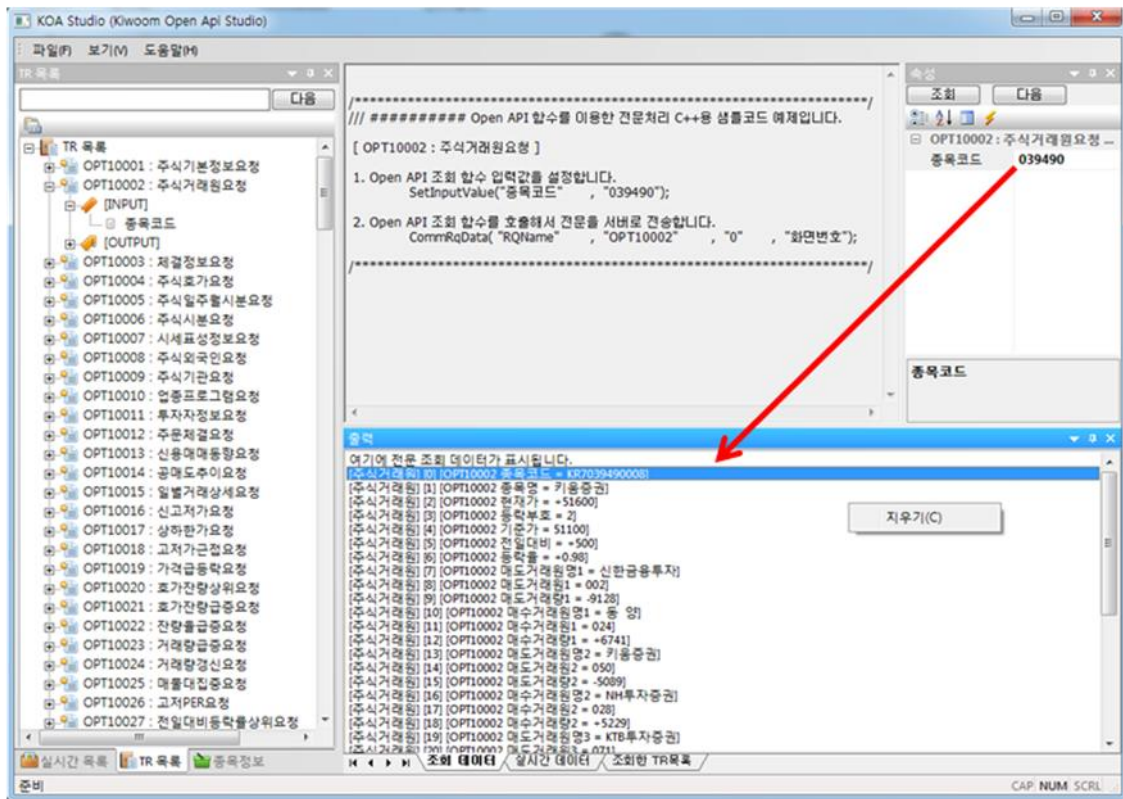 KOA Studio (Kiwoom Open Api Studio)
파일(F) 보기(V) 도움말(H)
TR 목록
다음
TR 목록
OPT10001 : 주식기본정보요청
OPT10002 : 주식거래원요청
[INPUT]
종목코드
[OUTPUT]
OPT10003 : 체결정보요청
OPT10004 : 주식호가요청
OPT10005 : 주식일주월시분요청
OPT10006 : 주식시분요청
OPT10007 : 시세표성정보요청
OPT10008 : 주식외국인요청
OPT10009 : 주식기관요청
OPT10010 : 업종프로그램요청
OPT10011 : 투자자정보요청
OPT10012 : 주문체결요청
OPT10013 : 신용매매동향요청
OPT10014 : 공매도추이요청
OPT10015 : 일별거래상세요청
OPT10016 : 신고저가요청
OPT10017 : 상하한가요청
OPT10018 : 고저가근접요청
OPT10019 : 가격급등락요청
OPT10020 : 호가잔량상위요청
OPT10021 : 호가잔량급증요청
OPT10022 : 잔량율급증요청
OPT10023 : 거래량급증요청
OPT10024 : 거래량갱신요청
OPT10025 : 매물대집중요청
OPT10026 : 고저PER요청
OPT10027 : 전일대비등락률상위요청
실시간 목록 TR 목록 종목정보
/********************************************************************/
/// ########## Open API 함수를 이용한 전문처리 C++용 샘플코드 예제입니다.
[ OPT10002 : 주식거래원요청 ]
1. Open API 조회 함수 입력값을 설정합니다.
SetInputValue("종목코드" , "039490");
2. Open API 조회 함수를 호출해서 전문을 서버로 전송합니다.
CommRqData( "RQName" , "OPT10002" , "0" , "화면번호");
/********************************************************************/
속성
조회 다음
OPT10002 : 주식거래원요청 ...
종목코드 039490
종목코드
출력
여기에 전문 조회 데이터가 표시됩니다.
[주식거래원] [0] [OPT10002 종목코드 = KR7039490008]
[주식거래원] [1] [OPT10002 종목명 = 키움증권]
[주식거래원] [2] [OPT10002 현재가 = +51600]
[주식거래원] [3] [OPT10002 등락부호 = 2]
[주식거래원] [4] [OPT10002 기준가 = 51100]
[주식거래원] [5] [OPT10002 전일대비 = +500]
[주식거래원] [6] [OPT10002 등락율 = +0.98]
[주식거래원] [7] [OPT10002 매도거래원명1 = 신한금융투자]
[주식거래원] [8] [OPT10002 매도거래원1 = 002]
[주식거래원] [9] [OPT10002 매도거래량1 = -9128]
[주식거래원] [10] [OPT10002 매수거래원명1 = 동 양]
[주식거래원] [11] [OPT10002 매수거래원1 = 024]
[주식거래원] [12] [OPT10002 매수거래량1 = +6741]
[주식거래원] [13] [OPT10002 매도거래원명2 = 키움증권]
[주식거래원] [14] [OPT10002 매도거래원2 = 050]
[주식거래원] [15] [OPT10002 매도거래량2 = -5089]
[주식거래원] [16] [OPT10002 매수거래원명2 = NH투자증권]
[주식거래원] [17] [OPT10002 매수거래원2 = 028]
[주식거래원] [18] [OPT10002 매수거래량2 = +5229]
[주식거래원] [19] [OPT10002 매도거래원명3 = KTB투자증권]
[주식거래원] [20] [OPT10002 매도거래원3 = 071]
지우기(C)
조회 데이터 실시간 데이터 조회한 TR목록
준비
CAP NUM SCRL